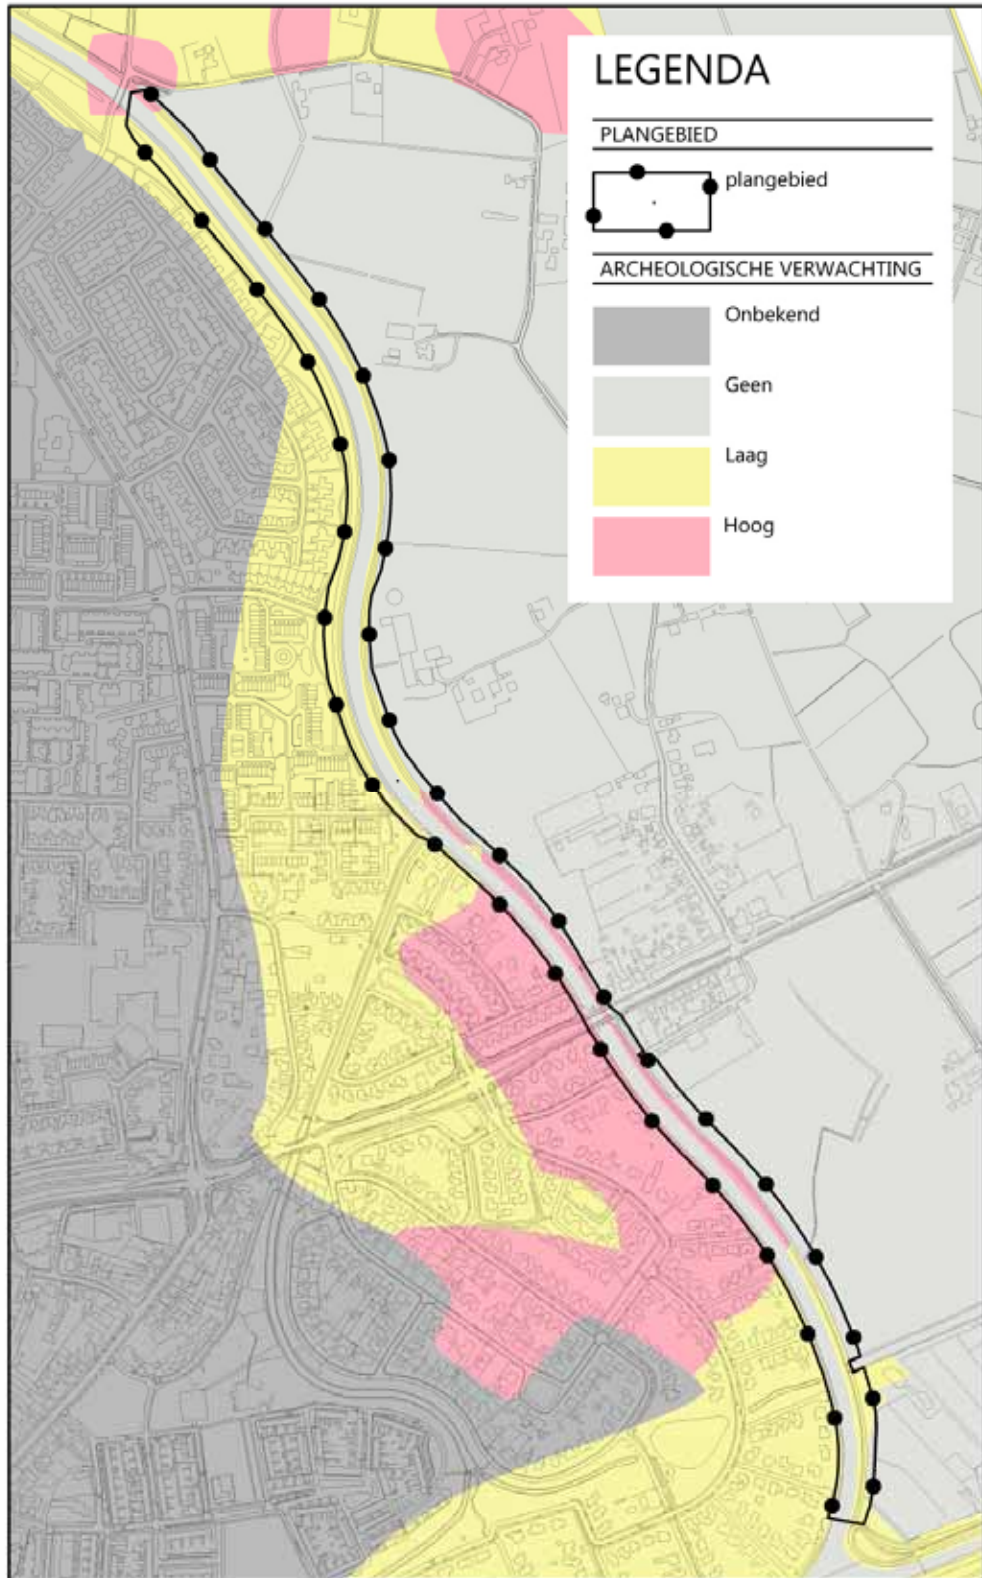 LEGENDA
PLANGEBIED
plangebied
ARCHEOLOGISCHE VERWACHTING
Onbekend
Geen
Laag
Hoog